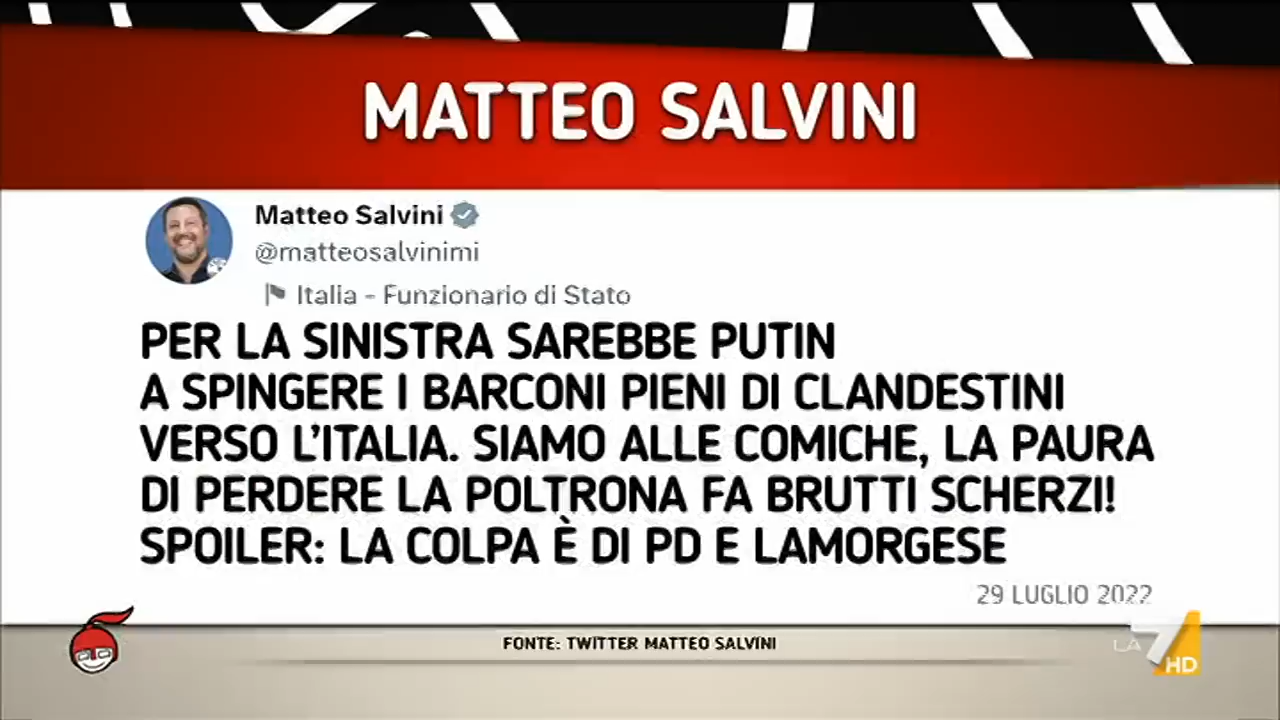 MATTEO SALVINI
Matteo Salvini
@matteosalvinimi
Italia - Funzionario di Stato
PER LA SINISTRA SAREBBE PUTIN
A SPINGERE I BARCONI PIENI DI CLANDESTINI
VERSO L'ITALIA. SIAMO ALLE COMICHE, LA PAURA
DI PERDERE LA POLTRONA FA BRUTTI SCHERZI!
SPOILER: LA COLPA È DI PD E LAMORGESE
29 LUGLIO 2022
FONTE: TWITTER MATTEO SALVINI
LA 7 HD